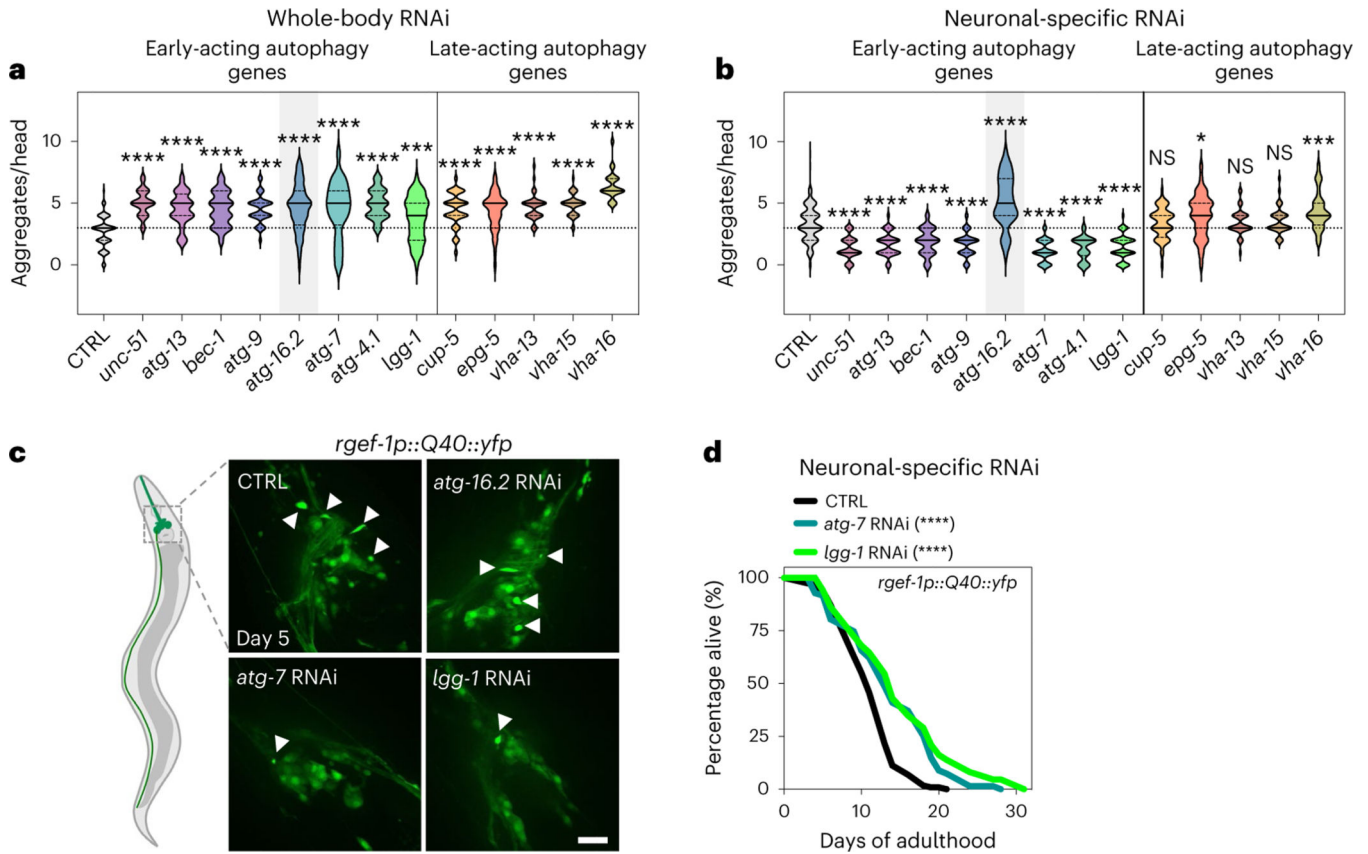 Whole-body RNAi
Neuronal-specific RNAi
Early-acting autophagy
genes
Late-acting autophagy
genes
Early-acting autophagy
genes
Late-acting autophagy
genes
a
b
Aggregates/head
10
5
0
****
****
****
****
****
****
****
***
****
****
****
****
****
CTRL
unc-51
atg-13
bec-1
atg-9
atg-16.2
atg-7
atg-4.1
lgg-1
cup-5
epg-5
vha-13
vha-15
vha-16
Aggregates/head
10
5
0
****
****
****
****
****
****
****
****
NS
*
NS
NS
***
CTRL
unc-51
atg-13
bec-1
atg-9
atg-16.2
atg-7
atg-4.1
lgg-1
cup-5
epg-5
vha-13
vha-15
vha-16
c
rgef-1p::Q40::yfp
CTRL
Day 5
atg-16.2 RNAi
atg-7 RNAi
lgg-1 RNAi
d
Neuronal-specific RNAi
CTRL
atg-7 RNAi (****)
lgg-1 RNAi (****)
rgef-1p::Q40::yfp
Percentage alive (%)
100
75
50
25
0
0 10 20 30
Days of adulthood